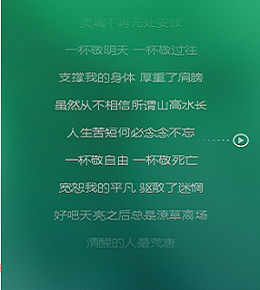 灵魂不再无处安放
一杯敬明天 一杯敬过往
支撑我的身体 厚重了肩膀
虽然从不相信所谓山高水长
人生苦短何必念念不忘
一杯敬自由 一杯敬死亡
宽恕我的平凡 驱散了迷惘
好吧天亮之后总是潦草离场
清醒的人最荒唐